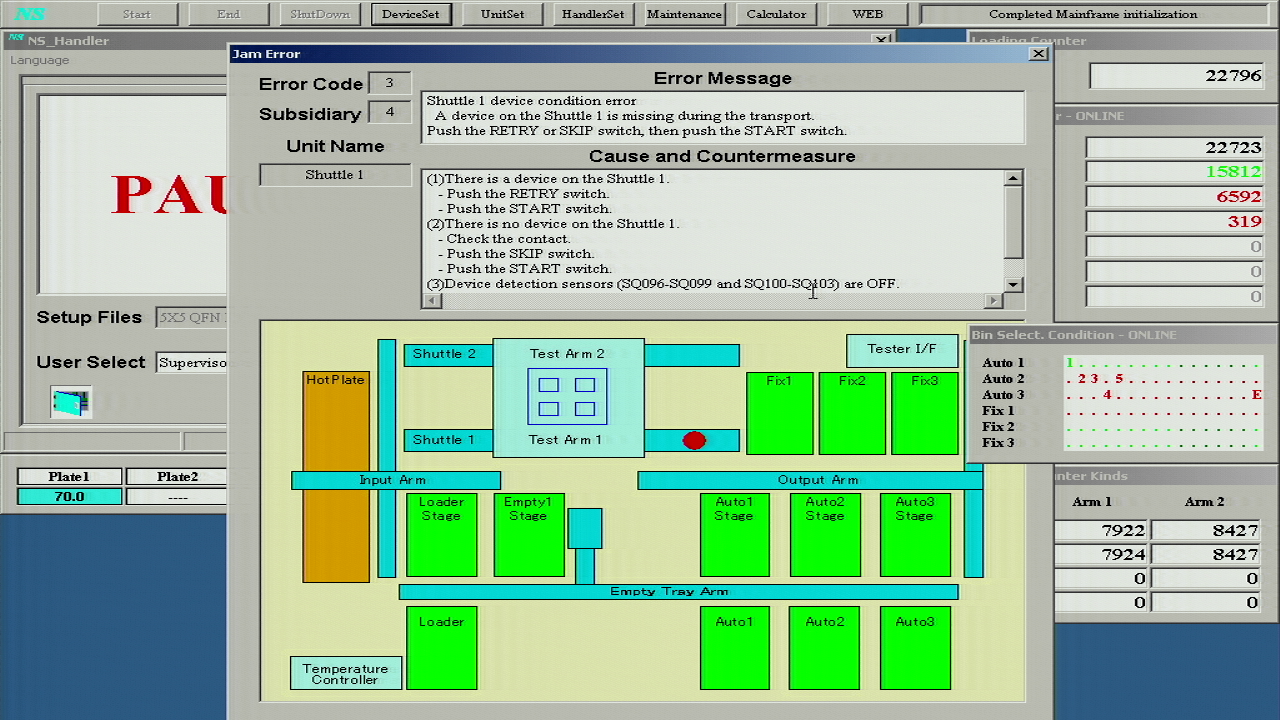 NS
Start
End
ShutDown
DeviceSet
UnitSet
HandlerSet
Maintenance
Calculator
WEB
Completed Mainframe initialization
NS NS_Handler
Language
Setup Files
5X5 QFN
User Select
Superviso
Plate1
Plate2
70.0
----
Jam Error
Error Code
3
Subsidiary
4
Unit Name
Shuttle 1
Error Message
Shuttle 1 device condition error
A device on the Shuttle 1 is missing during the transport.
Push the RETRY or SKIP switch, then push the START switch.
Cause and Countermeasure
(1)There is a device on the Shuttle 1.
- Push the RETRY switch.
- Push the START switch.
(2)There is no device on the Shuttle 1.
- Check the contact.
- Push the SKIP switch.
- Push the START switch.
(3)Device detection sensors (SQ096-SQ099 and SQ100-SQ103) are OFF.
HotPlate
Shuttle 2
Test Arm 2
Shuttle 1
Test Arm 1
Tester I/F
Fix1
Fix2
Fix3
Input Arm
Output Arm
Loader
Stage
Empty1
Stage
Auto1
Stage
Auto2
Stage
Auto3
Stage
Empty Tray Arm
Loader
Auto1
Auto2
Auto3
Temperature
Controller
Loading Counter
22796
- ONLINE
22723
15812
6592
319
0
0
0
Bin Select. Condition - ONLINE
Auto 1
1 . . . . . . . . . . . . . . .
Auto 2
. 2 3 . 5 . . . . . . . . . . .
Auto 3
. . . 4 . . . . . . . . . . . E
Fix 1
. . . . . . . . . . . . . . . .
Fix 2
. . . . . . . . . . . . . . . .
Fix 3
. . . . . . . . . . . . . . . .
Kinds
Arm 1
Arm 2
7922
8427
7924
8427
0
0
0
0